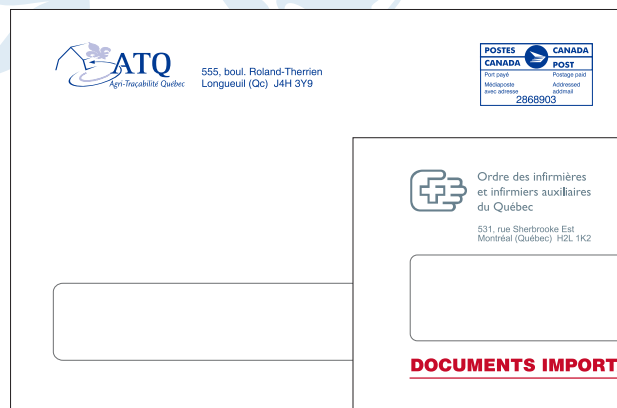 ATQ
Agri-Traçabilité Québec
555, boul. Roland-Therrien
Longueuil (Qc) J4H 3Y9
POSTES CANADA
CANADA POST
Port payé Postage paid
Médiaposte Addressed
avec adresse addmail
2868903
Ordre des infirmières
et infirmiers auxiliaires
du Québec
531, rue Sherbrooke Est
Montréal (Québec) H2L 1K2
DOCUMENTS IMPORT